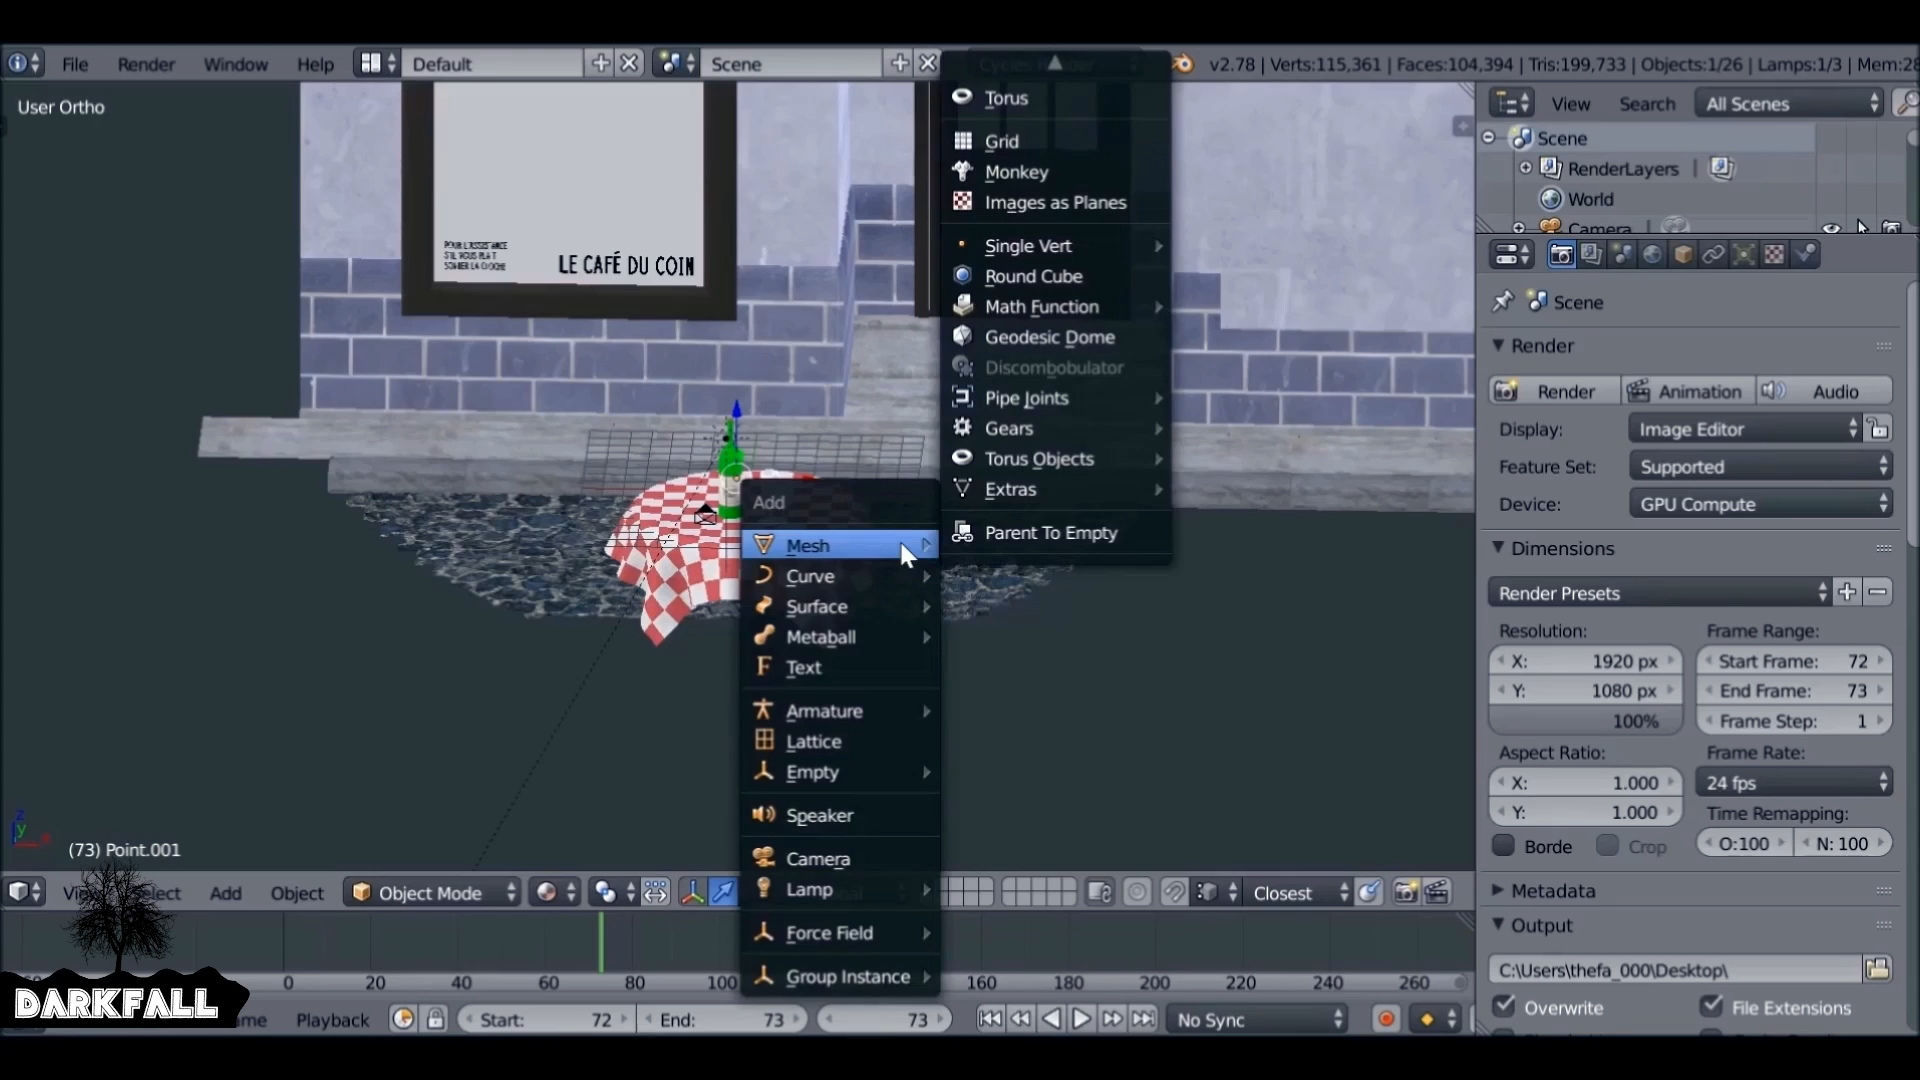 File Render Window Help Default Scene
v2.78 | Verts:115,361 | Faces:104,394 | Tris:199,733 | Objects:1/26 | Lamps:1/3 | Mem:28
User Ortho
POUR L'ASSISTANCE
S'IL VOUS PLAIT
SONNER LA CLOCHE
LE CAFÉ DU COIN
Torus
Grid
Monkey
Images as Planes
Single Vert
Round Cube
Math Function
Geodesic Dome
Discombobulator
Pipe Joints
Gears
Torus Objects
Extras
Parent To Empty
Add
Mesh
Curve
Surface
Metaball
Text
Armature
Lattice
Empty
Speaker
Camera
Lamp
Force Field
Group Instance
z
y
(73) Point.001
Add Object Object Mode Closest
0 20 40 60 80 160 180 200 220 240 260
Playback Start: 72 End: 73 73 No Sync
DARKFALL
View Search All Scenes
Scene
RenderLayers |
World
Camera
Scene
Render
Render Animation Audio
Display: Image Editor
Feature Set: Supported
Device: GPU Compute
Dimensions
Render Presets
Resolution: Frame Range:
X: 1920 px Start Frame: 72
Y: 1080 px End Frame: 73
100% Frame Step: 1
Aspect Ratio: Frame Rate:
X: 1.000 24 fps
Y: 1.000 Time Remapping:
Borde Crop O:100 N: 100
Metadata
Output
C:\Users\thefa_000\Desktop\
Overwrite File Extensions